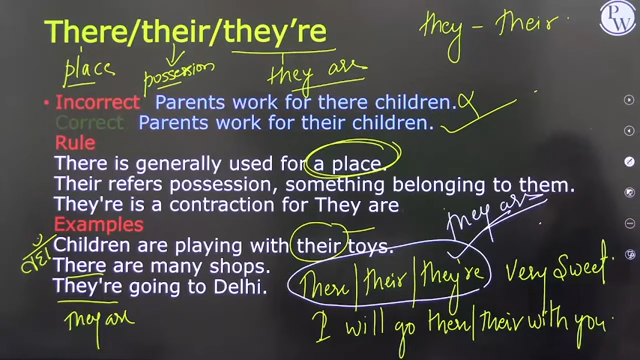 There/their/they're
they - their.
PW
place
possession
they are
Incorrect Parents work for there children.
Correct Parents work for their children.
Rule
There is generally used for a place.
Their refers possession, something belonging to them.
They're is a contraction for They are
they are
Examples
Children are playing with their toys.
वहाँ
There are many shops.
There/their/they're very sweet.
They're going to Delhi.
they are
I will go there/their with you.